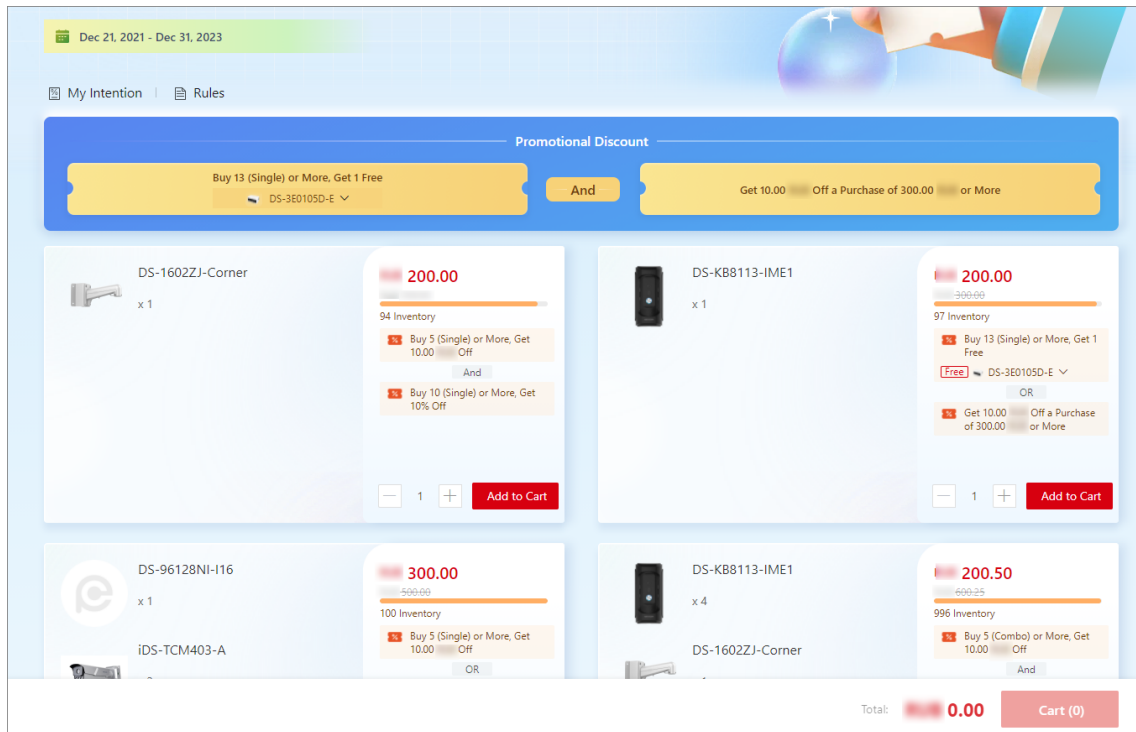 Dec 21, 2021 - Dec 31, 2023
My Intention
Rules
Promotional Discount
Buy 13 (Single) or More, Get 1 Free
DS-3E0105D-E
And
Get 10.00 Off a Purchase of 300.00 or More
DS-1602ZJ-Corner
x 1
200.00
94 Inventory
Buy 5 (Single) or More, Get
10.00 Off
And
Buy 10 (Single) or More, Get
10% Off
1
Add to Cart
DS-KB8113-IME1
x 1
200.00
300.00
97 Inventory
Buy 13 (Single) or More, Get 1
Free
Free DS-3E0105D-E
OR
Get 10.00 Off a Purchase
of 300.00 or More
1
Add to Cart
DS-96128NI-I16
x 1
iDS-TCM403-A
300.00
500.00
100 Inventory
Buy 5 (Single) or More, Get
10.00 Off
OR
DS-KB8113-IME1
x 4
DS-1602ZJ-Corner
200.50
600.25
996 Inventory
Buy 5 (Combo) or More, Get
10.00 Off
And
Total: 0.00
Cart (0)